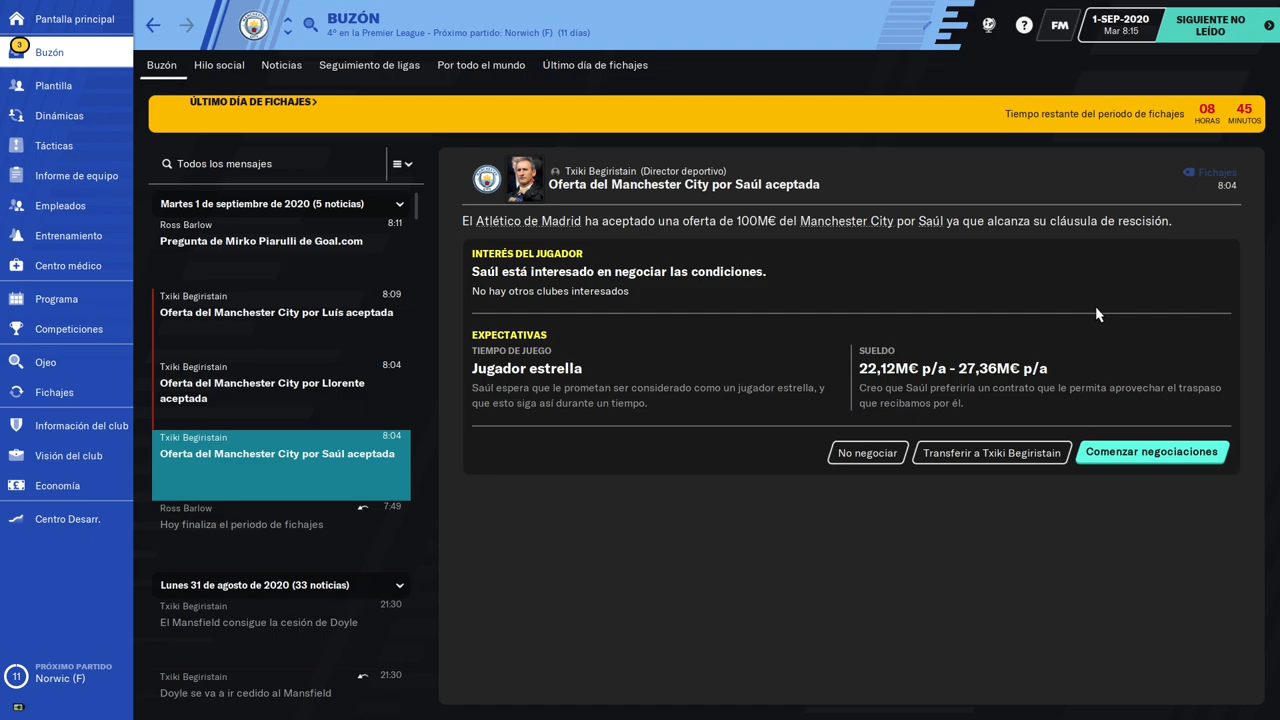 Pantalla principal
3
Buzón
Plantilla
Dinámicas
Tácticas
Informe de equipo
Empleados
Entrenamiento
Centro médico
Programa
Competiciones
Ojeo
Fichajes
Información del club
Visión del club
Economía
Centro Desarr.
11
PRÓXIMO PARTIDO
Norwic (F)
BUZÓN
4º en la Premier League - Próximo partido: Norwich (F) (11 días)
?
FM
1-SEP-2020
Mar 8:15
SIGUIENTE NO LEÍDO
Buzón Hilo social Noticias Seguimiento de ligas Por todo el mundo Último día de fichajes
ÚLTIMO DÍA DE FICHAJES>
Tiempo restante del periodo de fichajes
08 HORAS
45 MINUTOS
Todos los mensajes
Martes 1 de septiembre de 2020 (5 noticias)
Ross Barlow 8:11
Pregunta de Mirko Piarulli de Goal.com
Txiki Begiristain 8:09
Oferta del Manchester City por Luís aceptada
Txiki Begiristain 8:04
Oferta del Manchester City por Llorente
aceptada
Txiki Begiristain 8:04
Oferta del Manchester City por Saúl aceptada
Ross Barlow 7:49
Hoy finaliza el periodo de fichajes
Lunes 31 de agosto de 2020 (33 noticias)
Txiki Begiristain 21:30
El Mansfield consigue la cesión de Doyle
Txiki Begiristain 21:30
Doyle se va a ir cedido al Mansfield
Txiki Begiristain (Director deportivo)
Oferta del Manchester City por Saúl aceptada
Fichajes
8:04
El Atlético de Madrid ha aceptado una oferta de 100M€ del Manchester City por Saúl ya que alcanza su cláusula de rescisión.
INTERÉS DEL JUGADOR
Saúl está interesado en negociar las condiciones.
No hay otros clubes interesados
EXPECTATIVAS
TIEMPO DE JUEGO
Jugador estrella
Saúl espera que le prometan ser considerado como un jugador estrella, y
que esto siga así durante un tiempo.
SUELDO
22,12M€ p/a - 27,36M€ p/a
Creo que Saúl preferiría un contrato que le permita aprovechar el traspaso
que recibamos por él.
No negociar
Transferir a Txiki Begiristain
Comenzar negociaciones